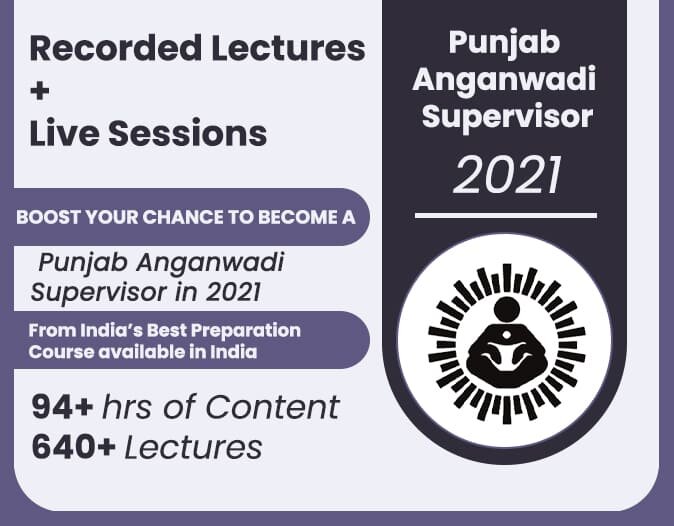 Recorded Lectures
+
Live Sessions
BOOST YOUR CHANCE TO BECOME A
Punjab Anganwadi
Supervisor in 2021
From India's Best Preparation
Course available in India
94+ hrs of Content
640+ Lectures
Punjab
Anganwadi
Supervisor
2021